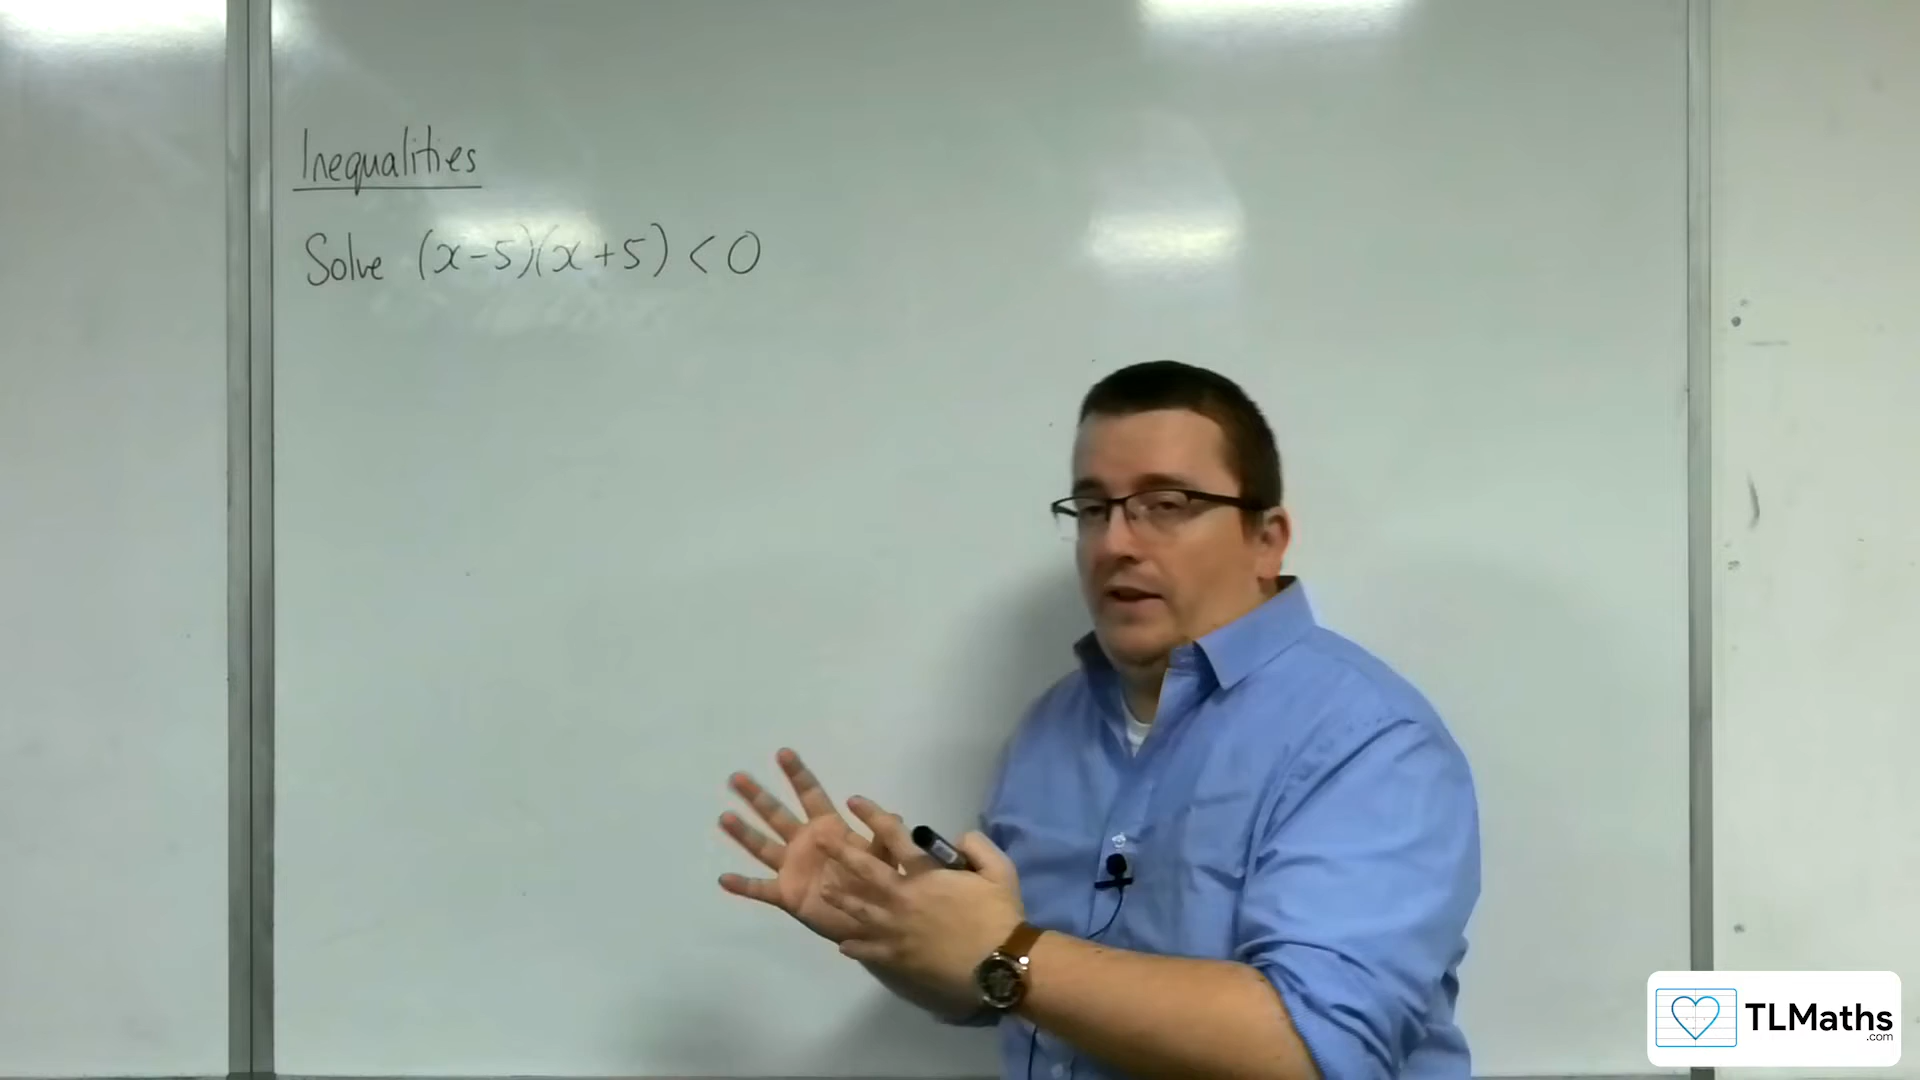 Inequalities
Solve (x-5)(x+5) < 0
TLMaths
.com